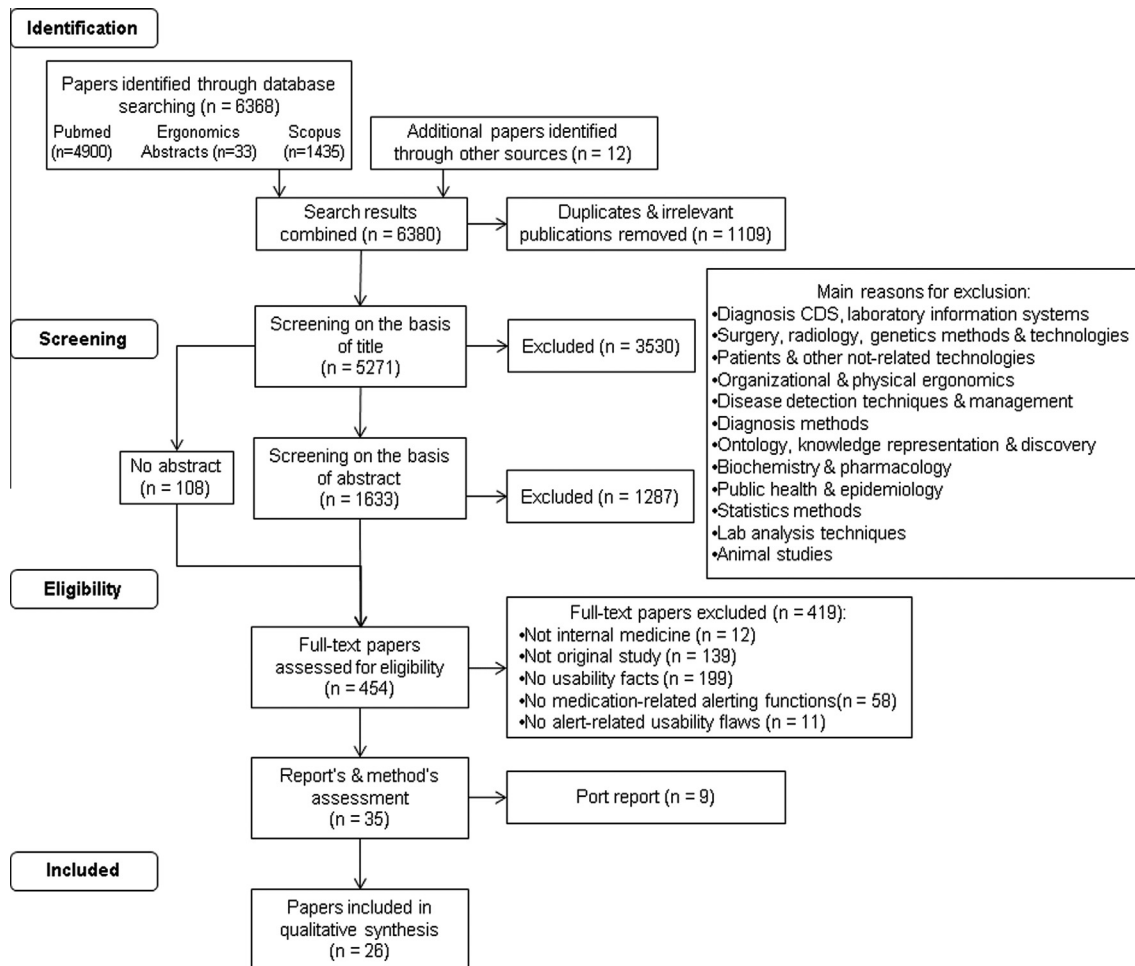 Identification
Papers identified through database
searching (n = 6368)
Pubmed Ergonomics Scopus
(n=4900) Abstracts (n=33) (n=1435)
Additional papers identified
through other sources (n = 12)
Search results
combined (n = 6380)
Duplicates & irrelevant
publications removed (n = 1109)
Screening
Screening on the basis
of title
(n = 5271)
Excluded (n = 3530)
Main reasons for exclusion:
•Diagnosis CDS, laboratory information systems
•Surgery, radiology, genetics methods & technologies
•Patients & other not-related technologies
•Organizational & physical ergonomics
•Disease detection techniques & management
•Diagnosis methods
•Ontology, knowledge representation & discovery
•Biochemistry & pharmacology
•Public health & epidemiology
•Statistics methods
•Lab analysis techniques
•Animal studies
No abstract
(n = 108)
Screening on the basis
of abstract
(n = 1633)
Excluded (n = 1287)
Eligibility
Full-text papers
assessed for eligibility
(n = 454)
Full-text papers excluded (n = 419):
•Not internal medicine (n = 12)
•Not original study (n = 139)
•No usability facts (n = 199)
•No medication-related alerting functions(n = 58)
•No alert-related usability flaws (n = 11)
Report's & method's
assessment
(n = 35)
Port report (n = 9)
Included
Papers included in
qualitative synthesis
(n = 26)